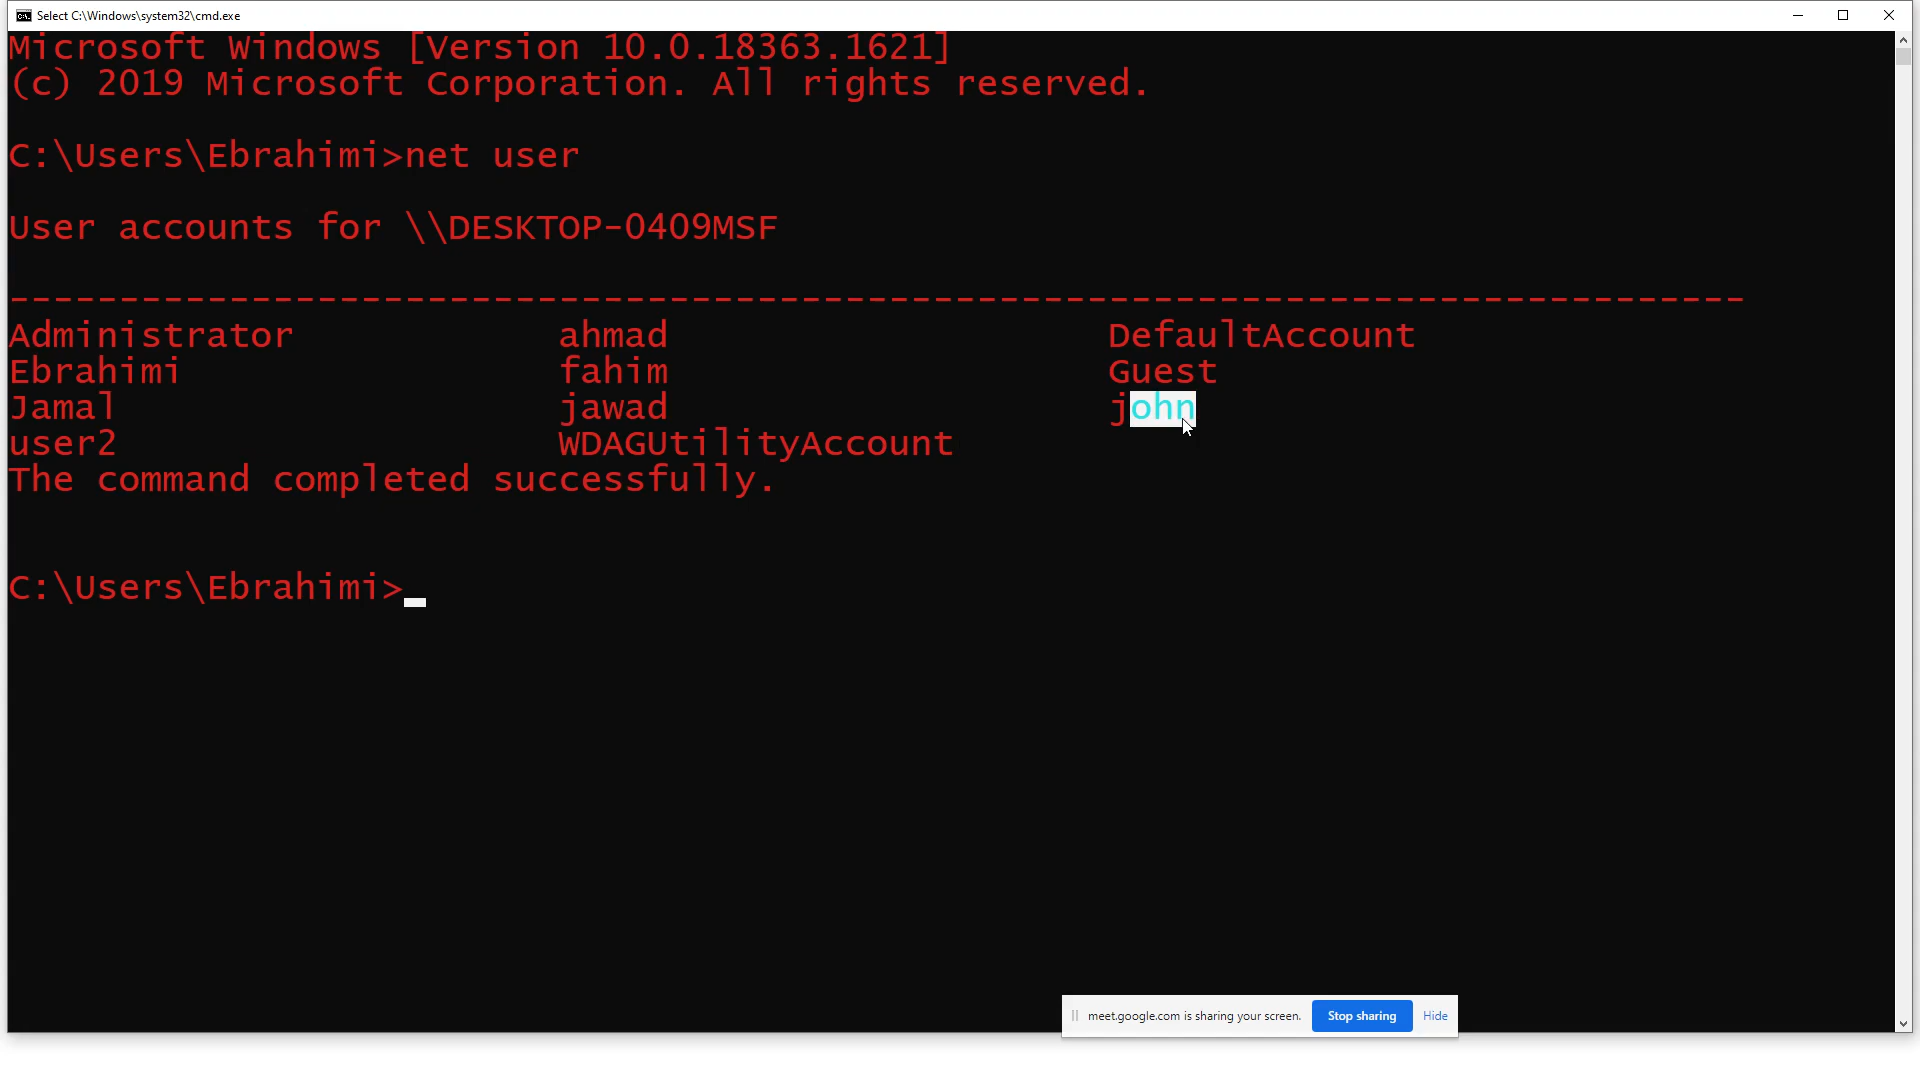 Select C:\Windows\system32\cmd.exe
Microsoft Windows [Version 10.0.18363.1621]
(c) 2019 Microsoft Corporation. All rights reserved.
C:\Users\Ebrahimi>net user
User accounts for \\DESKTOP-0409MSF
-------------------------------------------------------------------------------
Administrator ahmad DefaultAccount
Ebrahimi fahim Guest
Jamal jawad john
user2 WDAGUtilityAccount
The command completed successfully.
C:\Users\Ebrahimi>
meet.google.com is sharing your screen. Stop sharing Hide